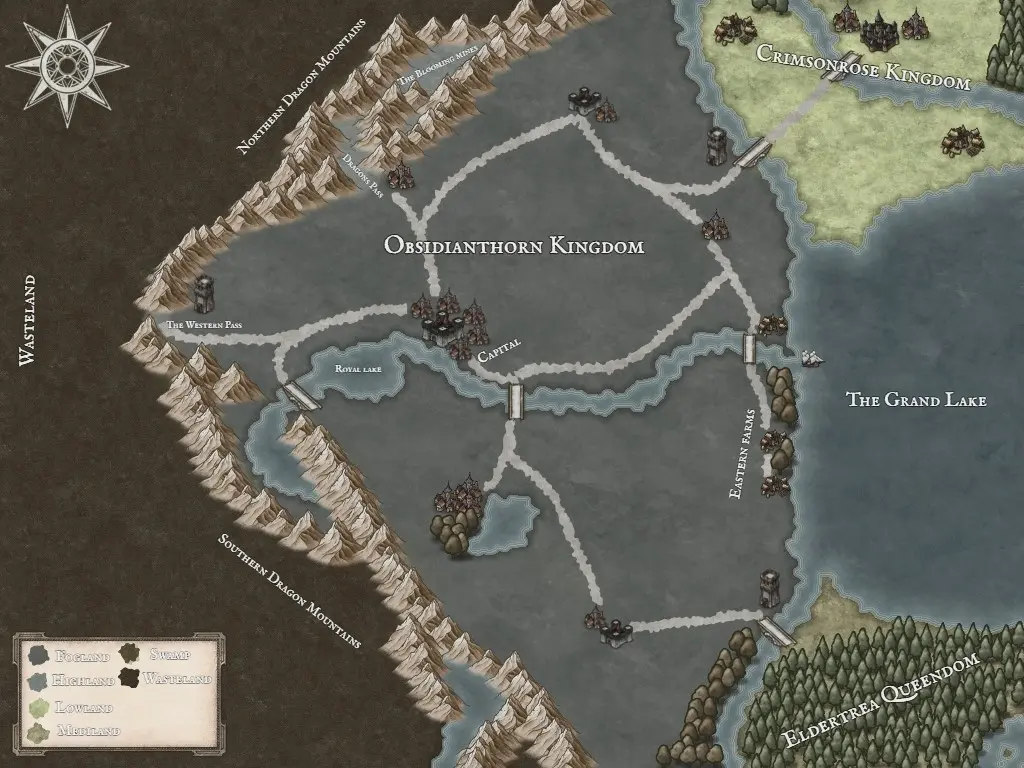 Northern Dragon Mountains
The Blooming mines
Crimsonrose Kingdom
Dragons Pass
Obsidianthorn Kingdom
Wasteland
The Western Pass
Capital
Royal lake
The Grand Lake
Eastern farms
Southern Dragon Mountains
Eldertrea Queendom
Fogland
Swamp
Highland
Wasteland
Lowland
Mediland